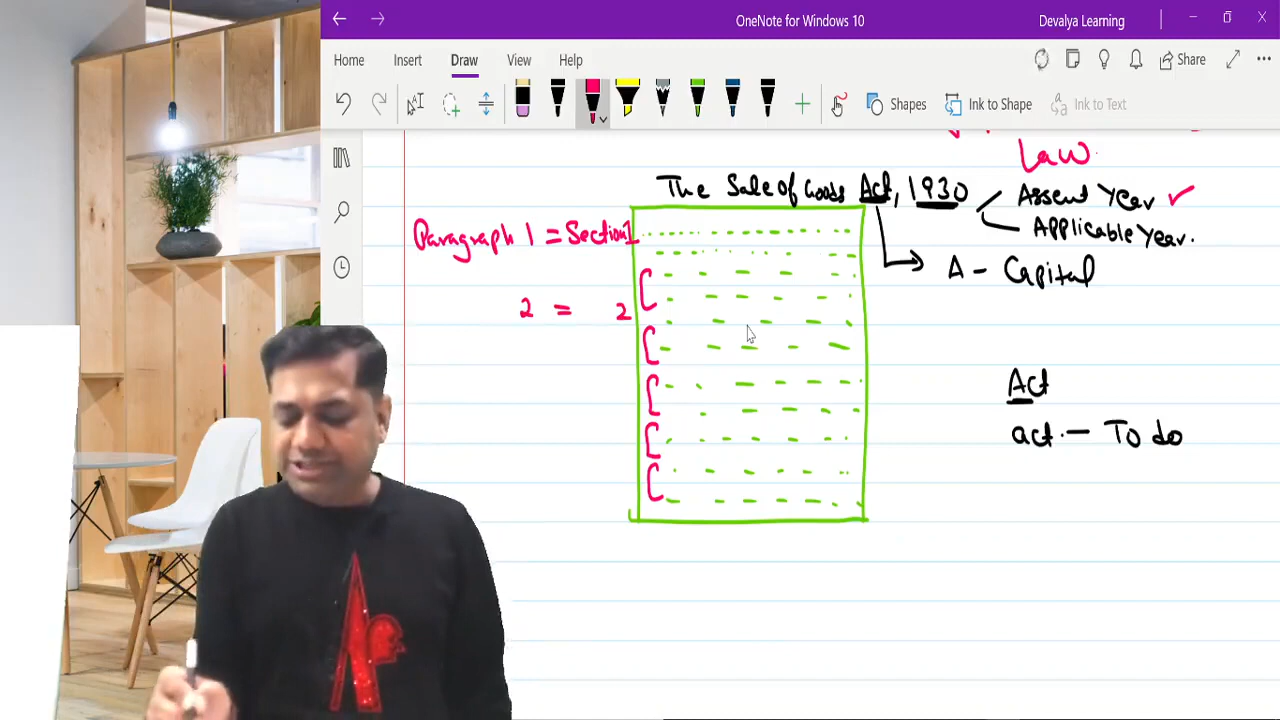 OneNote for Windows 10
Devalya Learning
Home
Insert
Draw
View
Help
Share
Shapes
Ink to Shape
Ink to Text
Law
The Sale of Goods Act, 1930
Assent Year
Applicable Year.
A - Capital
Paragraph 1 = Section 1
2 = 2
Act
act - To do